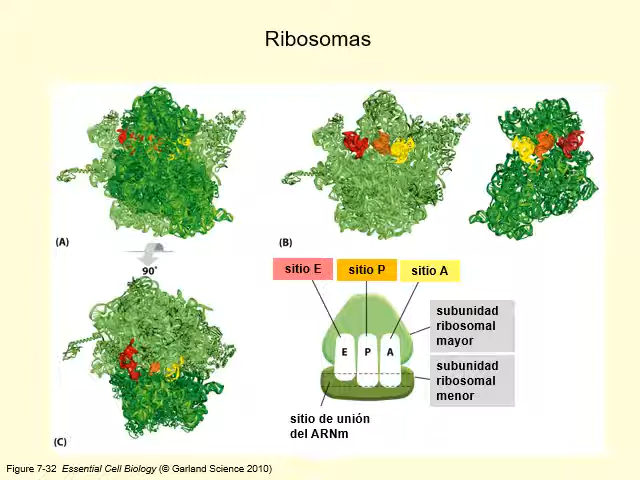 Ribosomas
(A)
(B)
90°
(C)
sitio E
sitio P
sitio A
E
P
A
subunidad
ribosomal
mayor
subunidad
ribosomal
menor
sitio de unión
del ARNm
Figure 7-32 Essential Cell Biology (© Garland Science 2010)